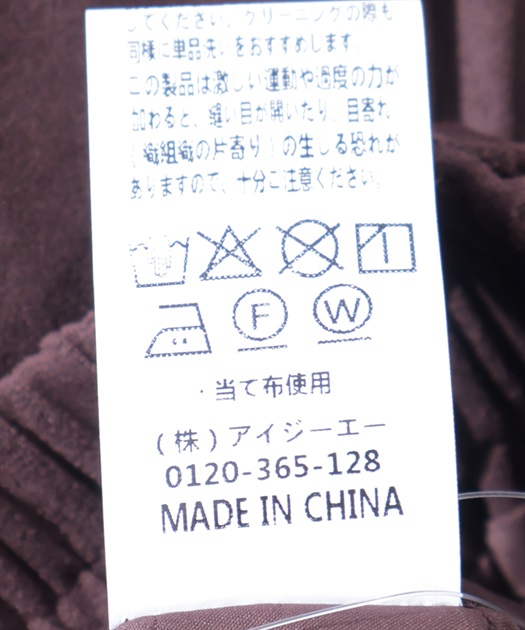 してください。クリーニングの際も
同様に単品洗いをおすすめします。
この製品は激しい運動や過度の力が
加わると、縫い目が開いたり、目寄れ
(織組織の片寄り)の生じる恐れが
ありますので、十分ご注意ください。
F W
・当て布使用
(株)アイジーエー
0120-365-128
MADE IN CHINA